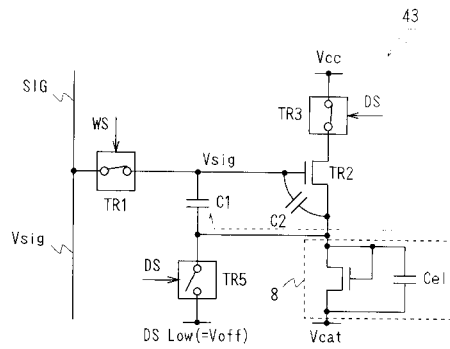 43
Vcc
SIG
TR3
DS
WS
Vsig
TR2
TR1
C1
C2
Vsig
DS
TR5
8
Cel
DS Low(=Voff)
Vcat